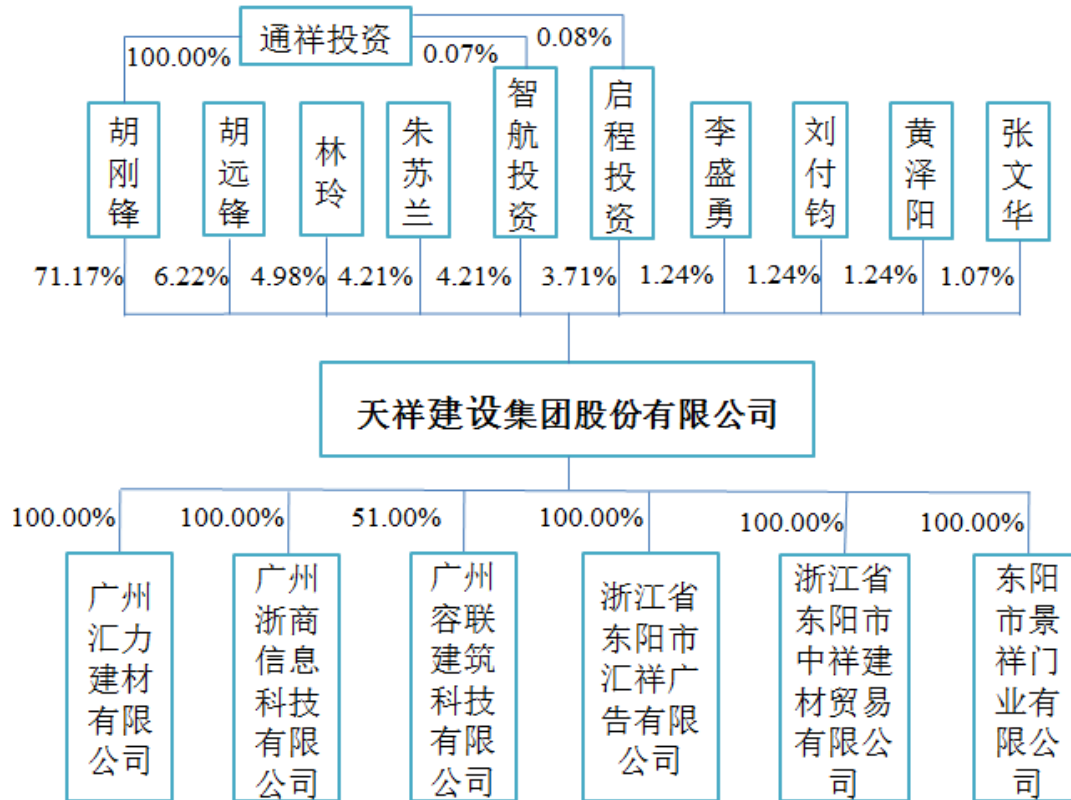 通祥投资
100.00%
0.07%
0.08%
胡刚锋
胡远锋
林玲
朱苏兰
智航投资
启程投资
李盛勇
刘付钧
黄泽阳
张文华
71.17%
6.22%
4.98%
4.21%
4.21%
3.71%
1.24%
1.24%
1.24%
1.07%
天祥建设集团股份有限公司
100.00%
100.00%
51.00%
100.00%
100.00%
100.00%
广州
汇力
建材
有限
公司
广州
浙商
信息
科技
有限
公司
广州
容联
建筑
科技
有限
公司
浙江省
东阳市
汇祥广
告有限
公司
浙江省
东阳市
中祥建
材贸易
有限公
司
东阳
市景
祥门
业有
限公
司